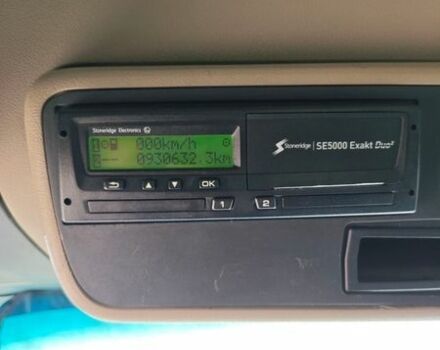 Stoneridge Electronics
000km/h
0930632.3km
OK
1
2
Stoneridge | SE5000 Exakt Duo²